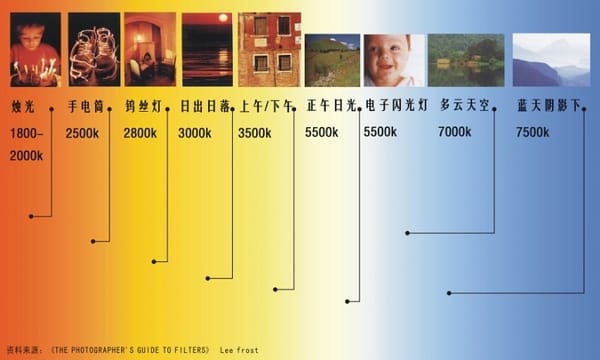 烛光 手电筒 钨丝灯 日出日落 上午/下午 正午日光 电子闪光灯 多云天空 蓝天阴影下
1800-2000k 2500k 2800k 3000k 3500k 5500k 5500k 7000k 7500k
资料来源：《THE PHOTOGRAPHER'S GUIDE TO FILTERS》 Lee frost